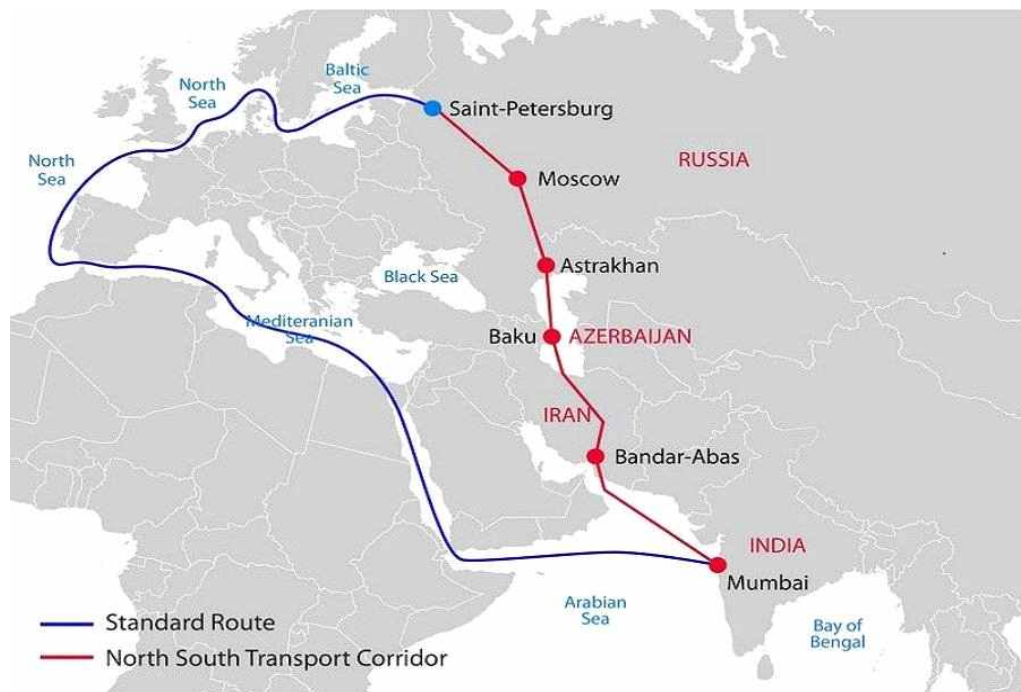 Baltic
Sea
North
Sea
Saint-Petersburg
North
Sea
RUSSIA
Moscow
Astrakhan
Black Sea
Mediteranian
Sea
Baku
AZERBAIJAN
IRAN
Bandar-Abas
INDIA
Mumbai
Arabian
Sea
Bay of
Bengal
Standard Route
North South Transport Corridor